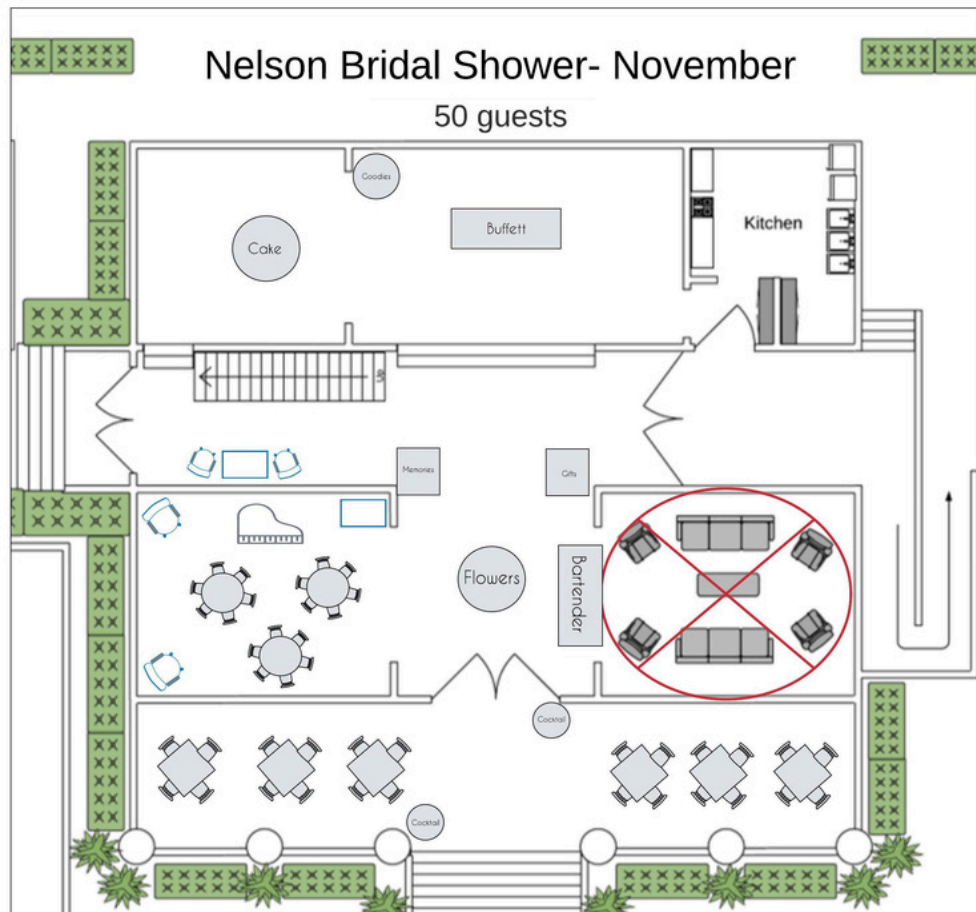 Nelson Bridal Shower- November
50 guests
Goodies
Cake
Buffett
Kitchen
Up
Memories
Gifts
Flowers
Bartender
Cocktail
Cocktail